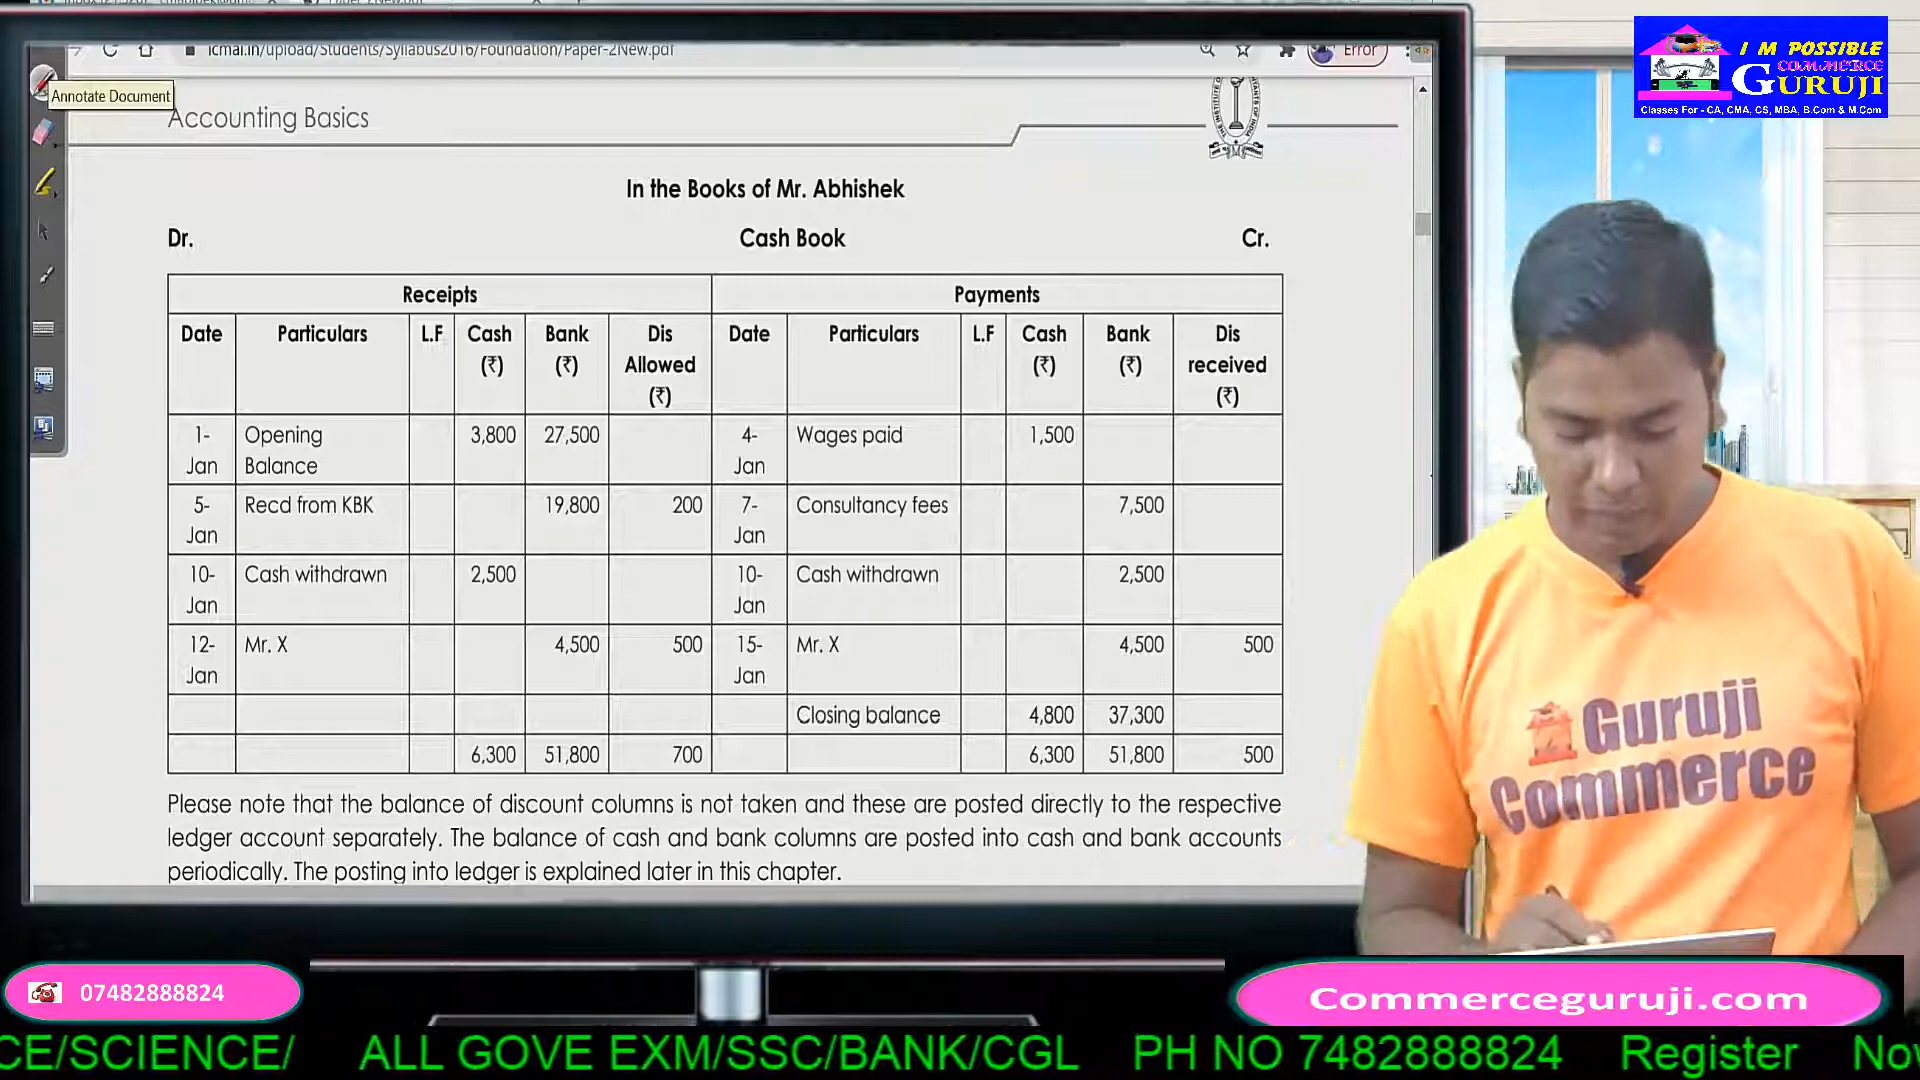 icmai.in/upload/Students/Syllabus2016/Foundation/Paper-2New.pdf
Error
Annotate Document
Accounting Basics
In the Books of Mr. Abhishek
Dr. Cash Book Cr.
Receipts Payments
Date Particulars L.F Cash (₹) Bank (₹) Dis Allowed (₹) Date Particulars L.F Cash (₹) Bank (₹) Dis received (₹)
1-Jan Opening Balance 3,800 27,500 4-Jan Wages paid 1,500
5-Jan Recd from KBK 19,800 200 7-Jan Consultancy fees 7,500
10-Jan Cash withdrawn 2,500 10-Jan Cash withdrawn 2,500
12-Jan Mr. X 4,500 500 15-Jan Mr. X 4,500 500
Closing balance 4,800 37,300
6,300 51,800 700 6,300 51,800 500
Please note that the balance of discount columns is not taken and these are posted directly to the respective
ledger account separately. The balance of cash and bank columns are posted into cash and bank accounts
periodically. The posting into ledger is explained later in this chapter.
I M POSSIBLE
COMMERCE
GURUJI
Classes For - CA, CMA, CS, MBA, B.Com & M.Com
Guruji
Commerce
07482888824
Commerceguruji.com
CE/SCIENCE/ ALL GOVE EXM/SSC/BANK/CGL PH NO 7482888824 Register Nov